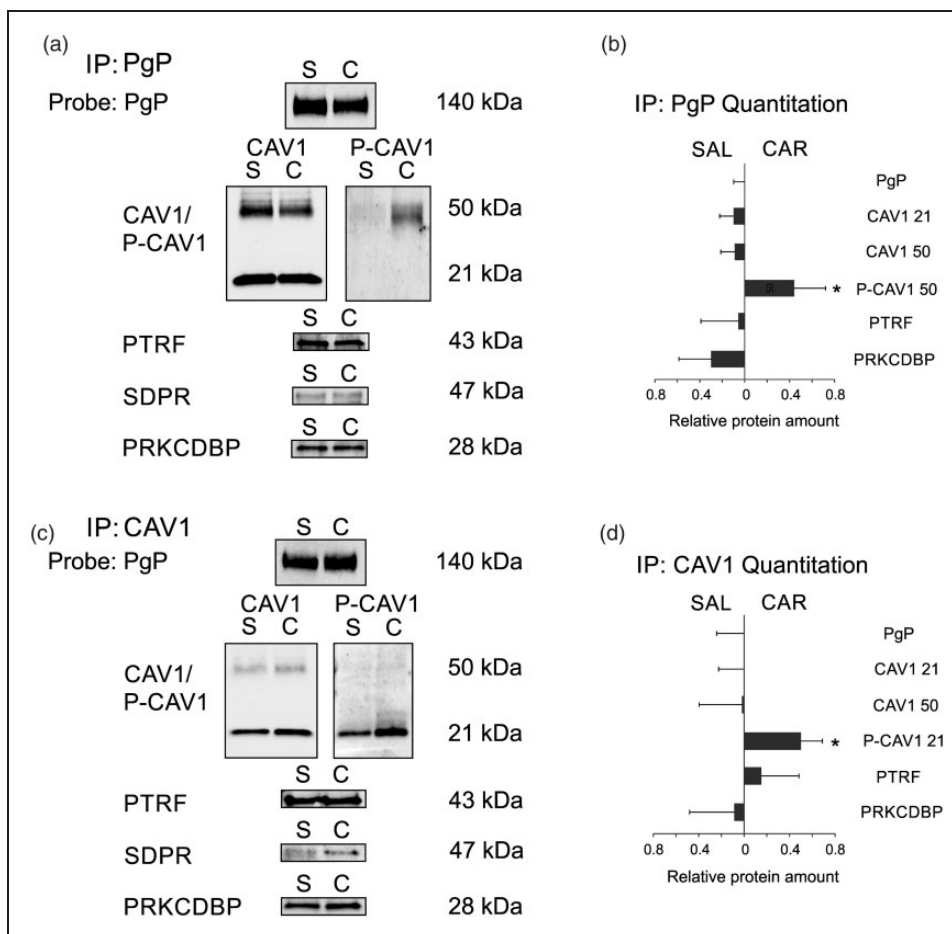 (a)
IP: PgP
S C
Probe: PgP 140 kDa
CAV1 P-CAV1
S C S C
CAV1/
P-CAV1
50 kDa
21 kDa
S C
PTRF 43 kDa
S C
SDPR 47 kDa
S C
PRKCDBP 28 kDa
(b)
IP: PgP Quantitation
SAL CAR
PgP
CAV1 21
CAV1 50
P-CAV1 50
*
PTRF
PRKCDBP
0.8 0.4 0 0.4 0.8
Relative protein amount
(c)
IP: CAV1
S C
Probe: PgP 140 kDa
CAV1 P-CAV1
S C S C
CAV1/
P-CAV1
50 kDa
21 kDa
S C
PTRF 43 kDa
S C
SDPR 47 kDa
S C
PRKCDBP 28 kDa
(d)
IP: CAV1 Quantitation
SAL CAR
PgP
CAV1 21
CAV1 50
P-CAV1 21
*
PTRF
PRKCDBP
0.8 0.4 0 0.4 0.8
Relative protein amount